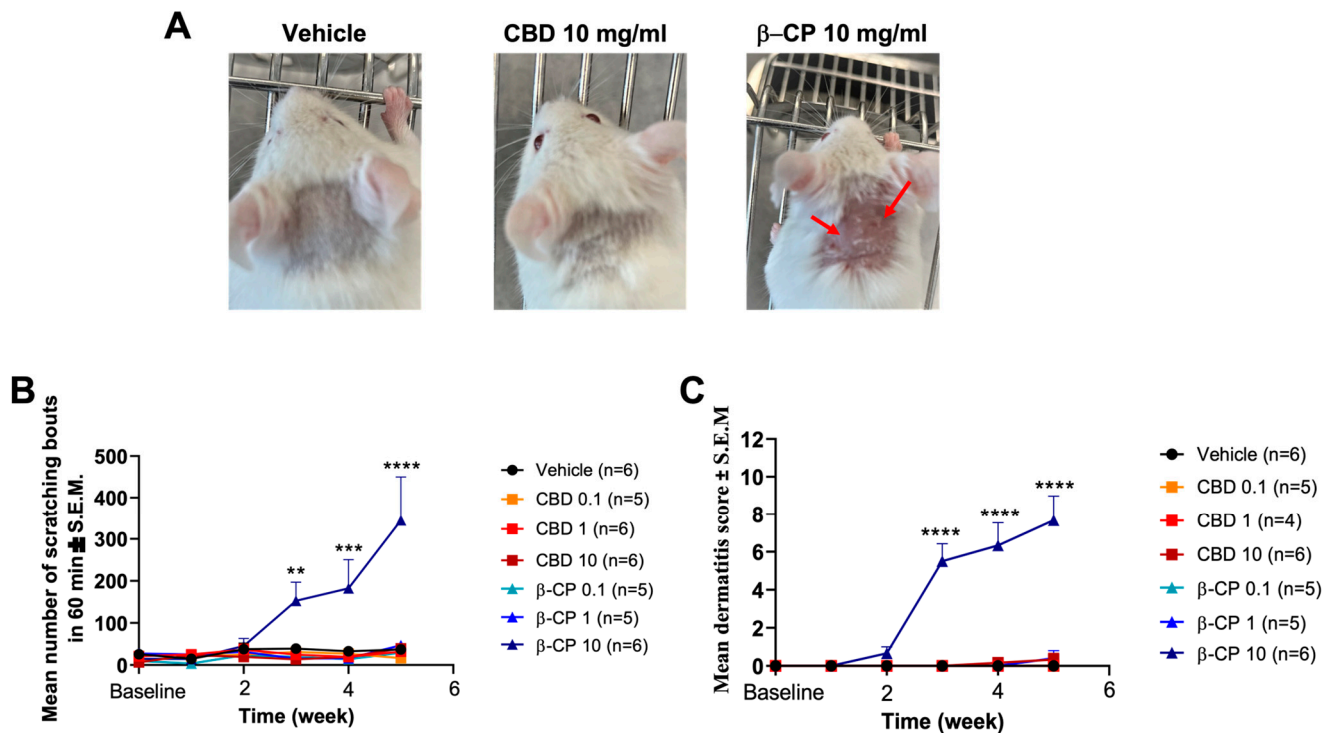 A
Vehicle
CBD 10 mg/ml
β–CP 10 mg/ml
B
Mean number of scratching bouts
in 60 min ± S.E.M.
500
400
300
200
100
0
Baseline
2
4
6
Time (week)
**
***
****
Vehicle (n=6)
CBD 0.1 (n=5)
CBD 1 (n=6)
CBD 10 (n=6)
β-CP 0.1 (n=5)
β-CP 1 (n=5)
β-CP 10 (n=6)
C
Mean dermatitis score ± S.E.M
12
10
8
6
4
2
0
Baseline
2
4
6
Time (week)
****
****
****
Vehicle (n=6)
CBD 0.1 (n=5)
CBD 1 (n=4)
CBD 10 (n=6)
β-CP 0.1 (n=5)
β-CP 1 (n=5)
β-CP 10 (n=6)